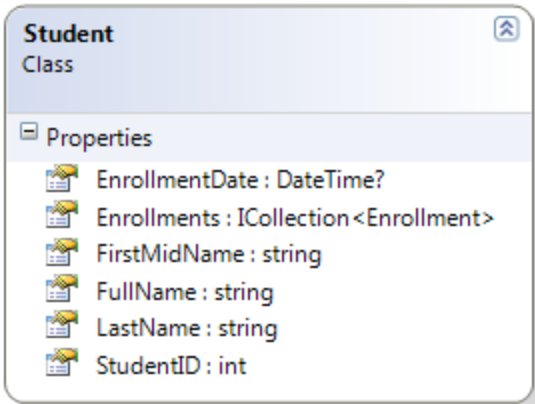 Student
Class
Properties
EnrollmentDate : DateTime?
Enrollments : ICollection<Enrollment>
FirstMidName : string
FullName : string
LastName : string
StudentID : int